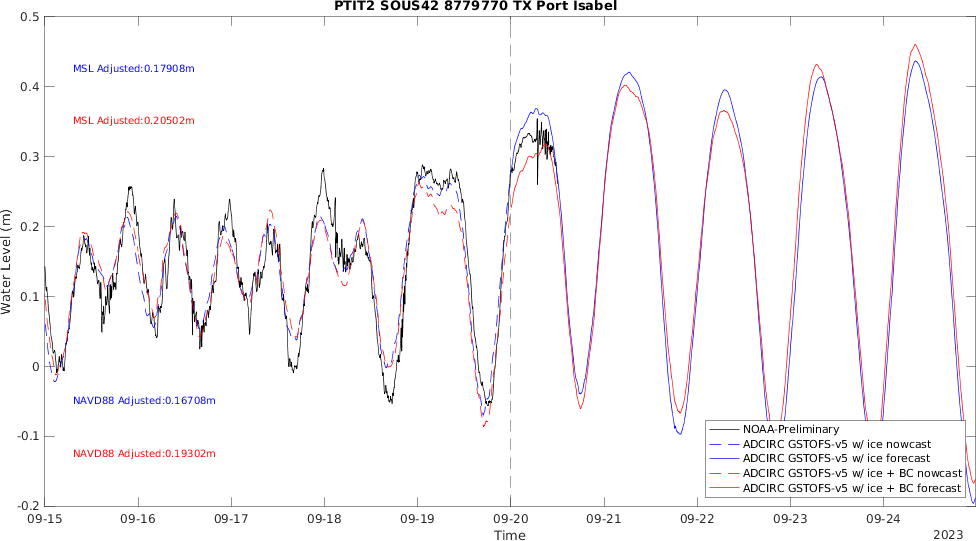 PTIT2 SOUS42 8779770 TX Port Isabel
0.5
0.4
0.3
0.2
0.1
0
-0.1
-0.2
Water Level (m)
MSL Adjusted:0.17908m
MSL Adjusted:0.20502m
NAVD88 Adjusted:0.16708m
NAVD88 Adjusted:0.19302m
NOAA-Preliminary
ADCIRC GSTOFS-v5 w/ ice nowcast
ADCIRC GSTOFS-v5 w/ ice forecast
ADCIRC GSTOFS-v5 w/ ice + BC nowcast
ADCIRC GSTOFS-v5 w/ ice + BC forecast
09-15 09-16 09-17 09-18 09-19 09-20 09-21 09-22 09-23 09-24
Time
2023